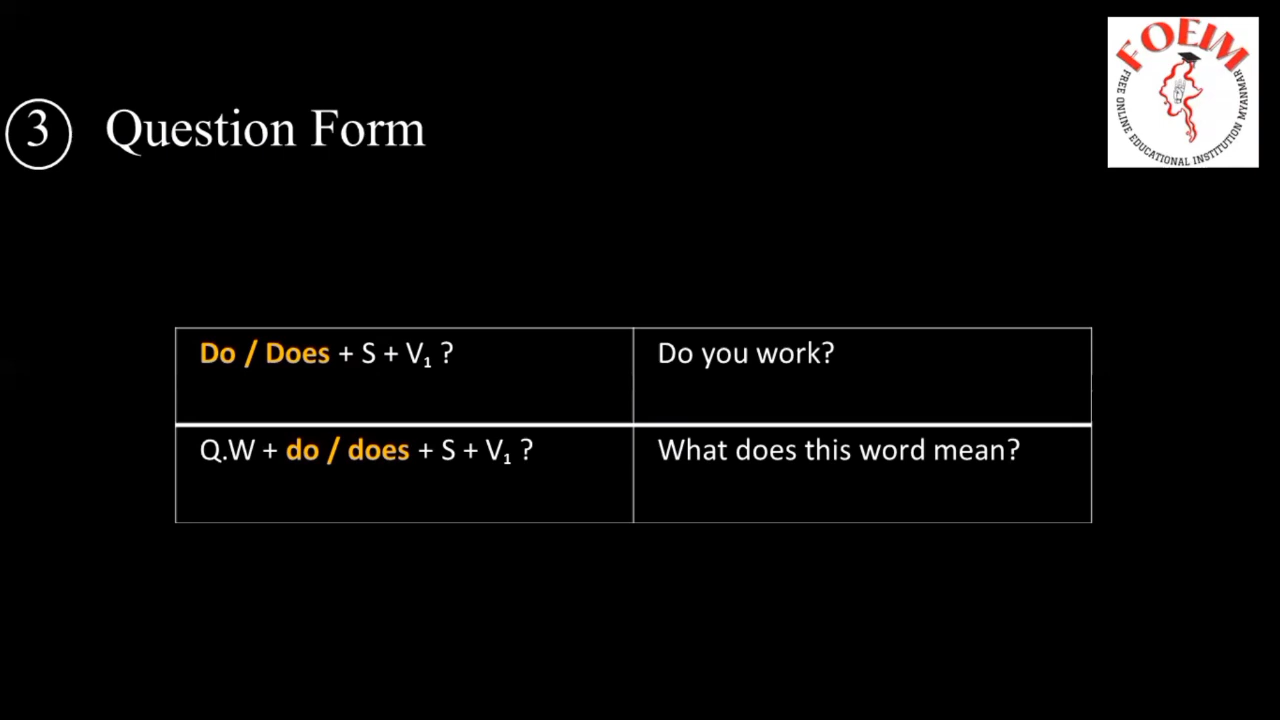 FOEIM
FREE ONLINE EDUCATIONAL INSTITUTION MYANMAR
3 Question Form
Do / Does + S + V₁ ? Do you work?
Q.W + do / does + S + V₁ ? What does this word mean?